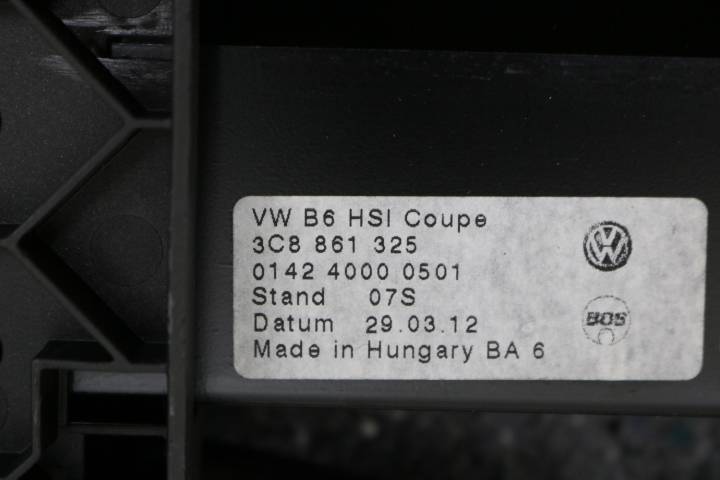 VW B6 HSI Coupe
3C8 861 325
0142 4000 0501
Stand 07S
Datum 29.03.12
Made in Hungary BA 6
BOS